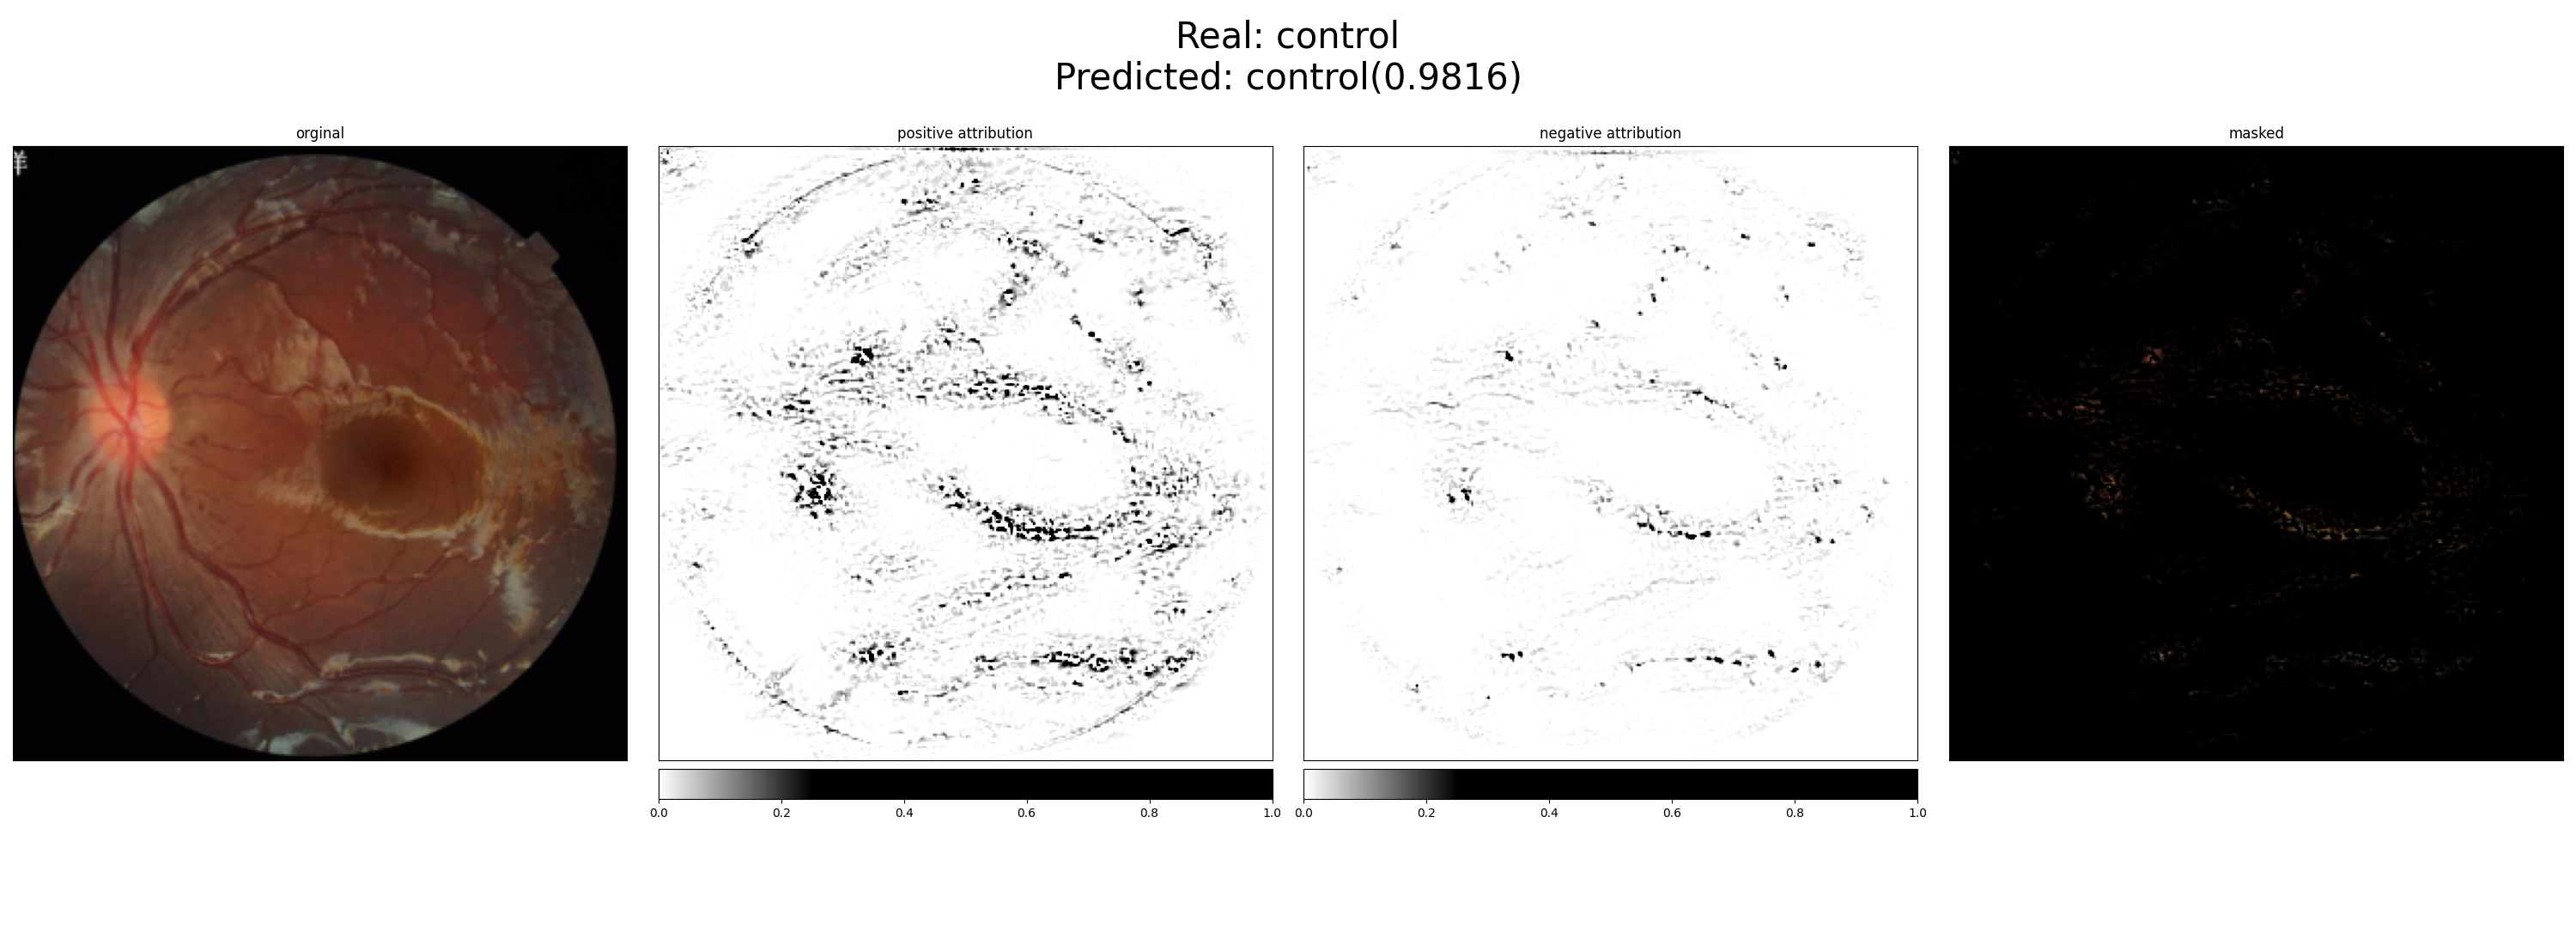 Real: control
Predicted: control(0.9816)
orginal
positive attribution
negative attribution
masked
¥
0.0 0.2 0.4 0.6 0.8 1.0
0.0 0.2 0.4 0.6 0.8 1.0